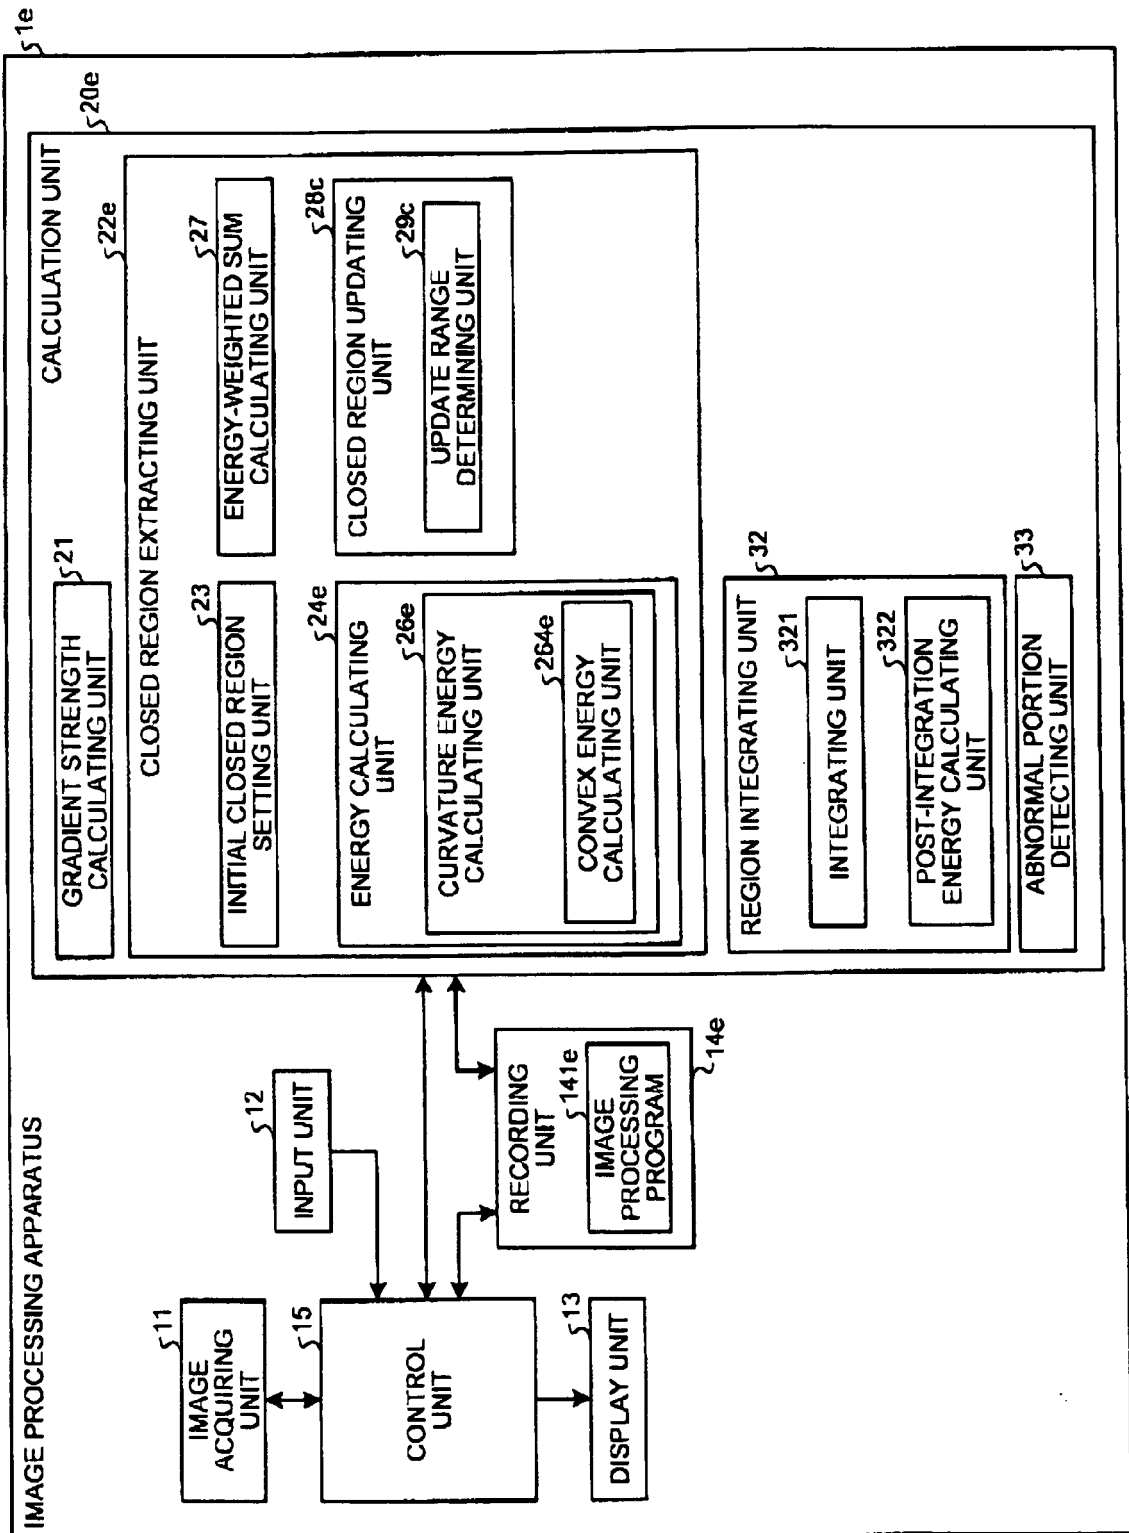 IMAGE PROCESSING APPARATUS
1e
11
IMAGE
ACQUIRING
UNIT
15
CONTROL
UNIT
13
DISPLAY UNIT
12
INPUT UNIT
RECORDING
UNIT
141e
IMAGE
PROCESSING
PROGRAM
14e
20e
CALCULATION UNIT
21
GRADIENT STRENGTH
CALCULATING UNIT
22e
CLOSED REGION EXTRACTING UNIT
23
INITIAL CLOSED REGION
SETTING UNIT
27
ENERGY-WEIGHTED SUM
CALCULATING UNIT
24e
ENERGY CALCULATING
UNIT
26e
CURVATURE ENERGY
CALCULATING UNIT
264e
CONVEX ENERGY
CALCULATING UNIT
28c
CLOSED REGION UPDATING
UNIT
29c
UPDATE RANGE
DETERMINING UNIT
32
REGION INTEGRATING UNIT
321
INTEGRATING UNIT
322
POST-INTEGRATION
ENERGY CALCULATING
UNIT
33
ABNORMAL PORTION
DETECTING UNIT